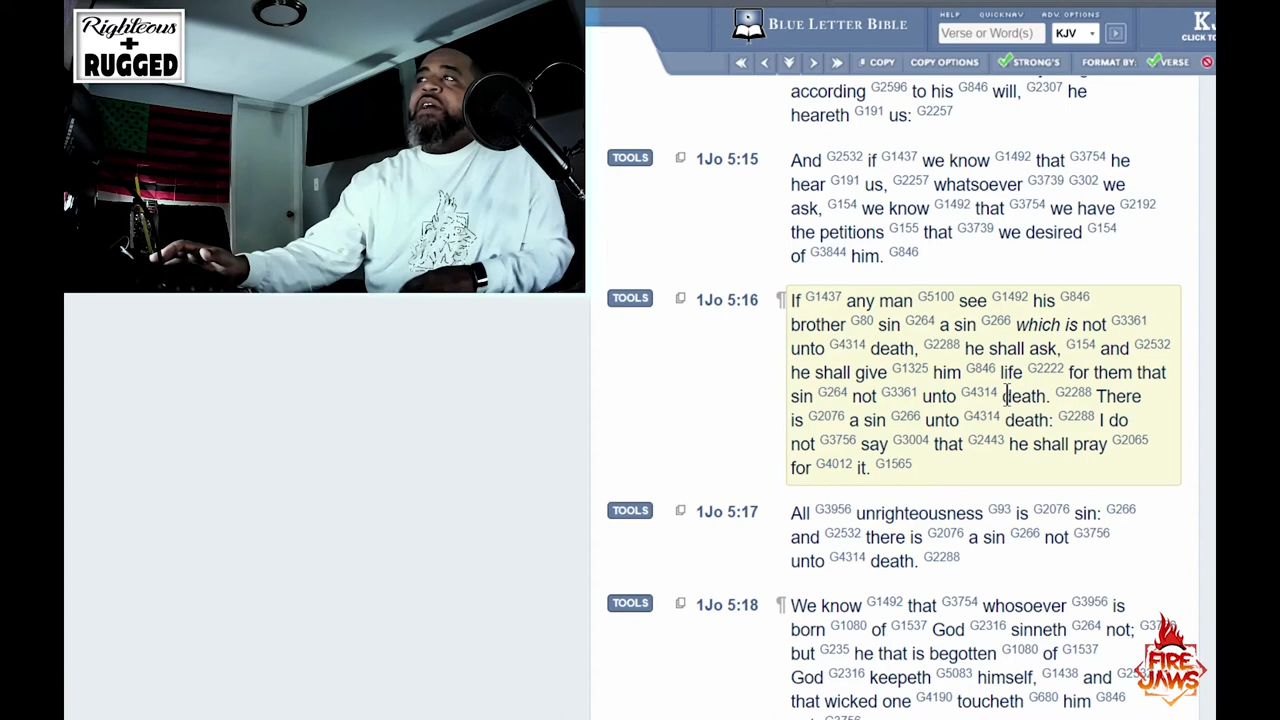 Righteous
+
RUGGED
BLUE LETTER BIBLE
HELP QUICKNAV ADV. OPTIONS
Verse or Word(s) KJV
CLICK TO
COPY COPY OPTIONS STRONG'S FORMAT BY: VERSE
according G2596 to his G846 will, G2307 he
heareth G191 us: G2257
TOOLS 1Jo 5:15 And G2532 if G1437 we know G1492 that G3754 he
hear G191 us, G2257 whatsoever G3739 G302 we
ask, G154 we know G1492 that G3754 we have G2192
the petitions G155 that G3739 we desired G154
of G3844 him. G846
TOOLS 1Jo 5:16 ¶ If G1437 any man G5100 see G1492 his G846
brother G80 sin G264 a sin G266 which is not G3361
unto G4314 death, G2288 he shall ask, G154 and G2532
he shall give G1325 him G846 life G2222 for them that
sin G264 not G3361 unto G4314 death. G2288 There
is G2076 a sin G266 unto G4314 death: G2288 I do
not G3756 say G3004 that G2443 he shall pray G2065
for G4012 it. G1565
TOOLS 1Jo 5:17 All G3956 unrighteousness G93 is G2076 sin: G266
and G2532 there is G2076 a sin G266 not G3756
unto G4314 death. G2288
TOOLS 1Jo 5:18 ¶ We know G1492 that G3754 whosoever G3956 is
born G1080 of G1537 God G2316 sinneth G264 not;
but G235 he that is begotten G1080 of G1537
God G2316 keepeth G5083 himself, G1438 and
that wicked one G4190 toucheth G680 him G846
G3756
FIRE
JAWS